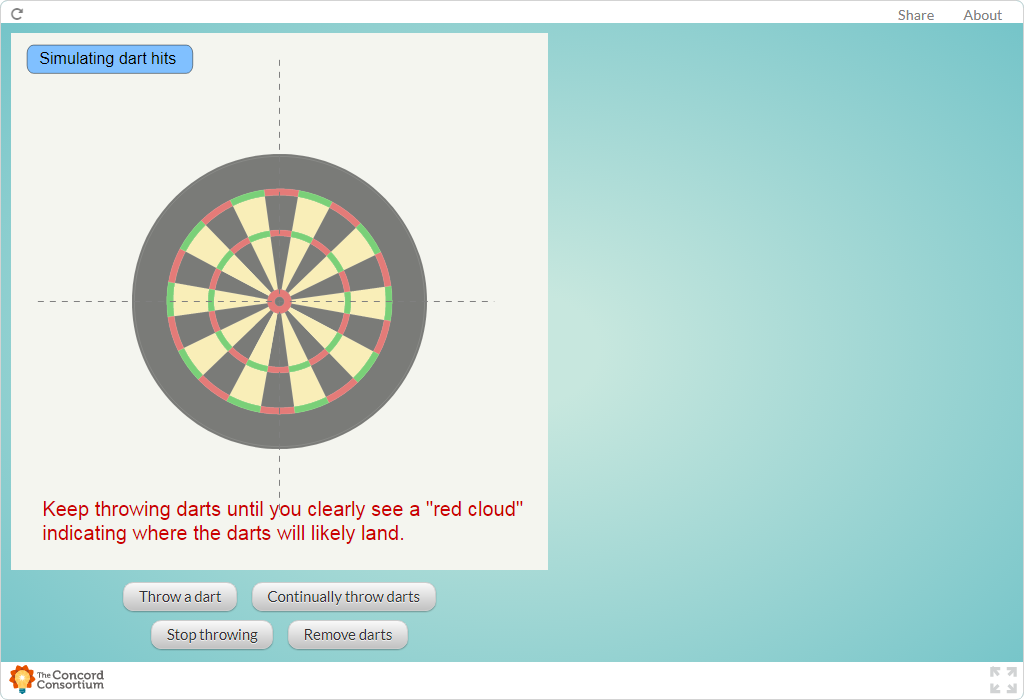 Share About
Simulating dart hits
Keep throwing darts until you clearly see a "red cloud"
indicating where the darts will likely land.
Throw a dart Continually throw darts
Stop throwing Remove darts
The Concord
Consortium